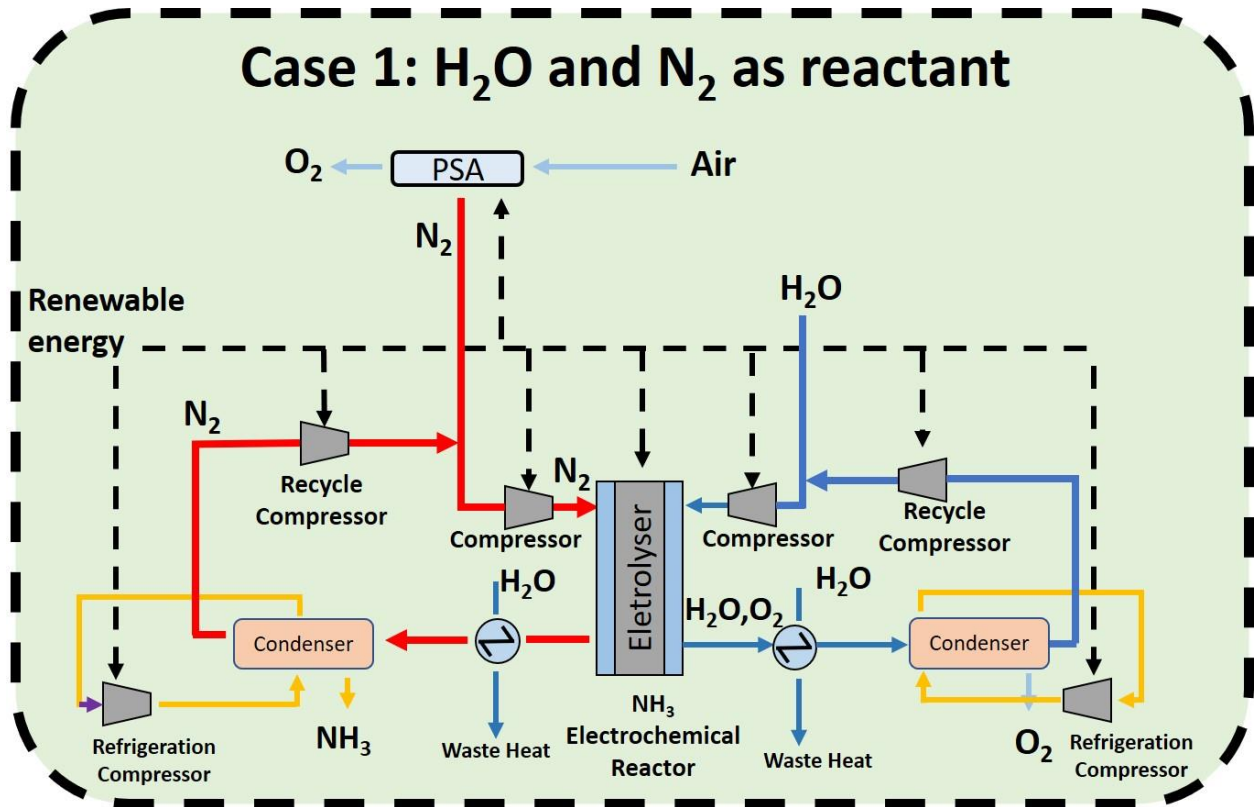 Case 1: H₂O and N₂ as reactant
O₂
PSA
Air
N₂
H₂O
Renewable
energy
N₂
Recycle
Compressor
N₂
Compressor
Eletrolyser
Compressor
Recycle
Compressor
H₂O
H₂O
H₂O,O₂
Condenser
Condenser
NH₃
Refrigeration
Compressor
Waste Heat
NH₃
Electrochemical
Reactor
Waste Heat
O₂
Refrigeration
Compressor